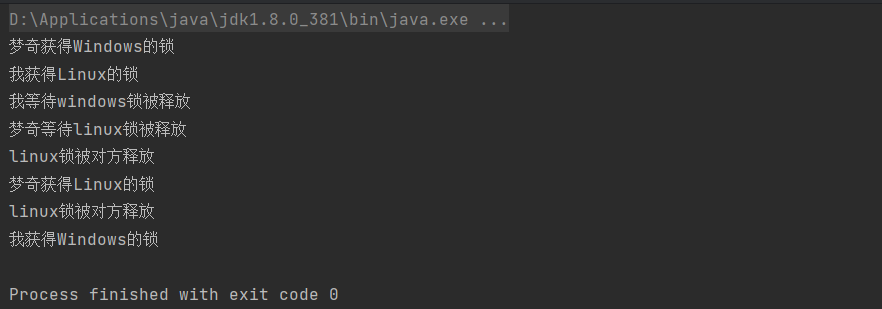 D:\Applications\java\jdk1.8.0_381\bin\java.exe ...
梦奇获得Windows的锁
我获得Linux的锁
我等待windows锁被释放
梦奇等待linux锁被释放
linux锁被对方释放
梦奇获得Linux的锁
linux锁被对方释放
我获得Windows的锁
Process finished with exit code 0